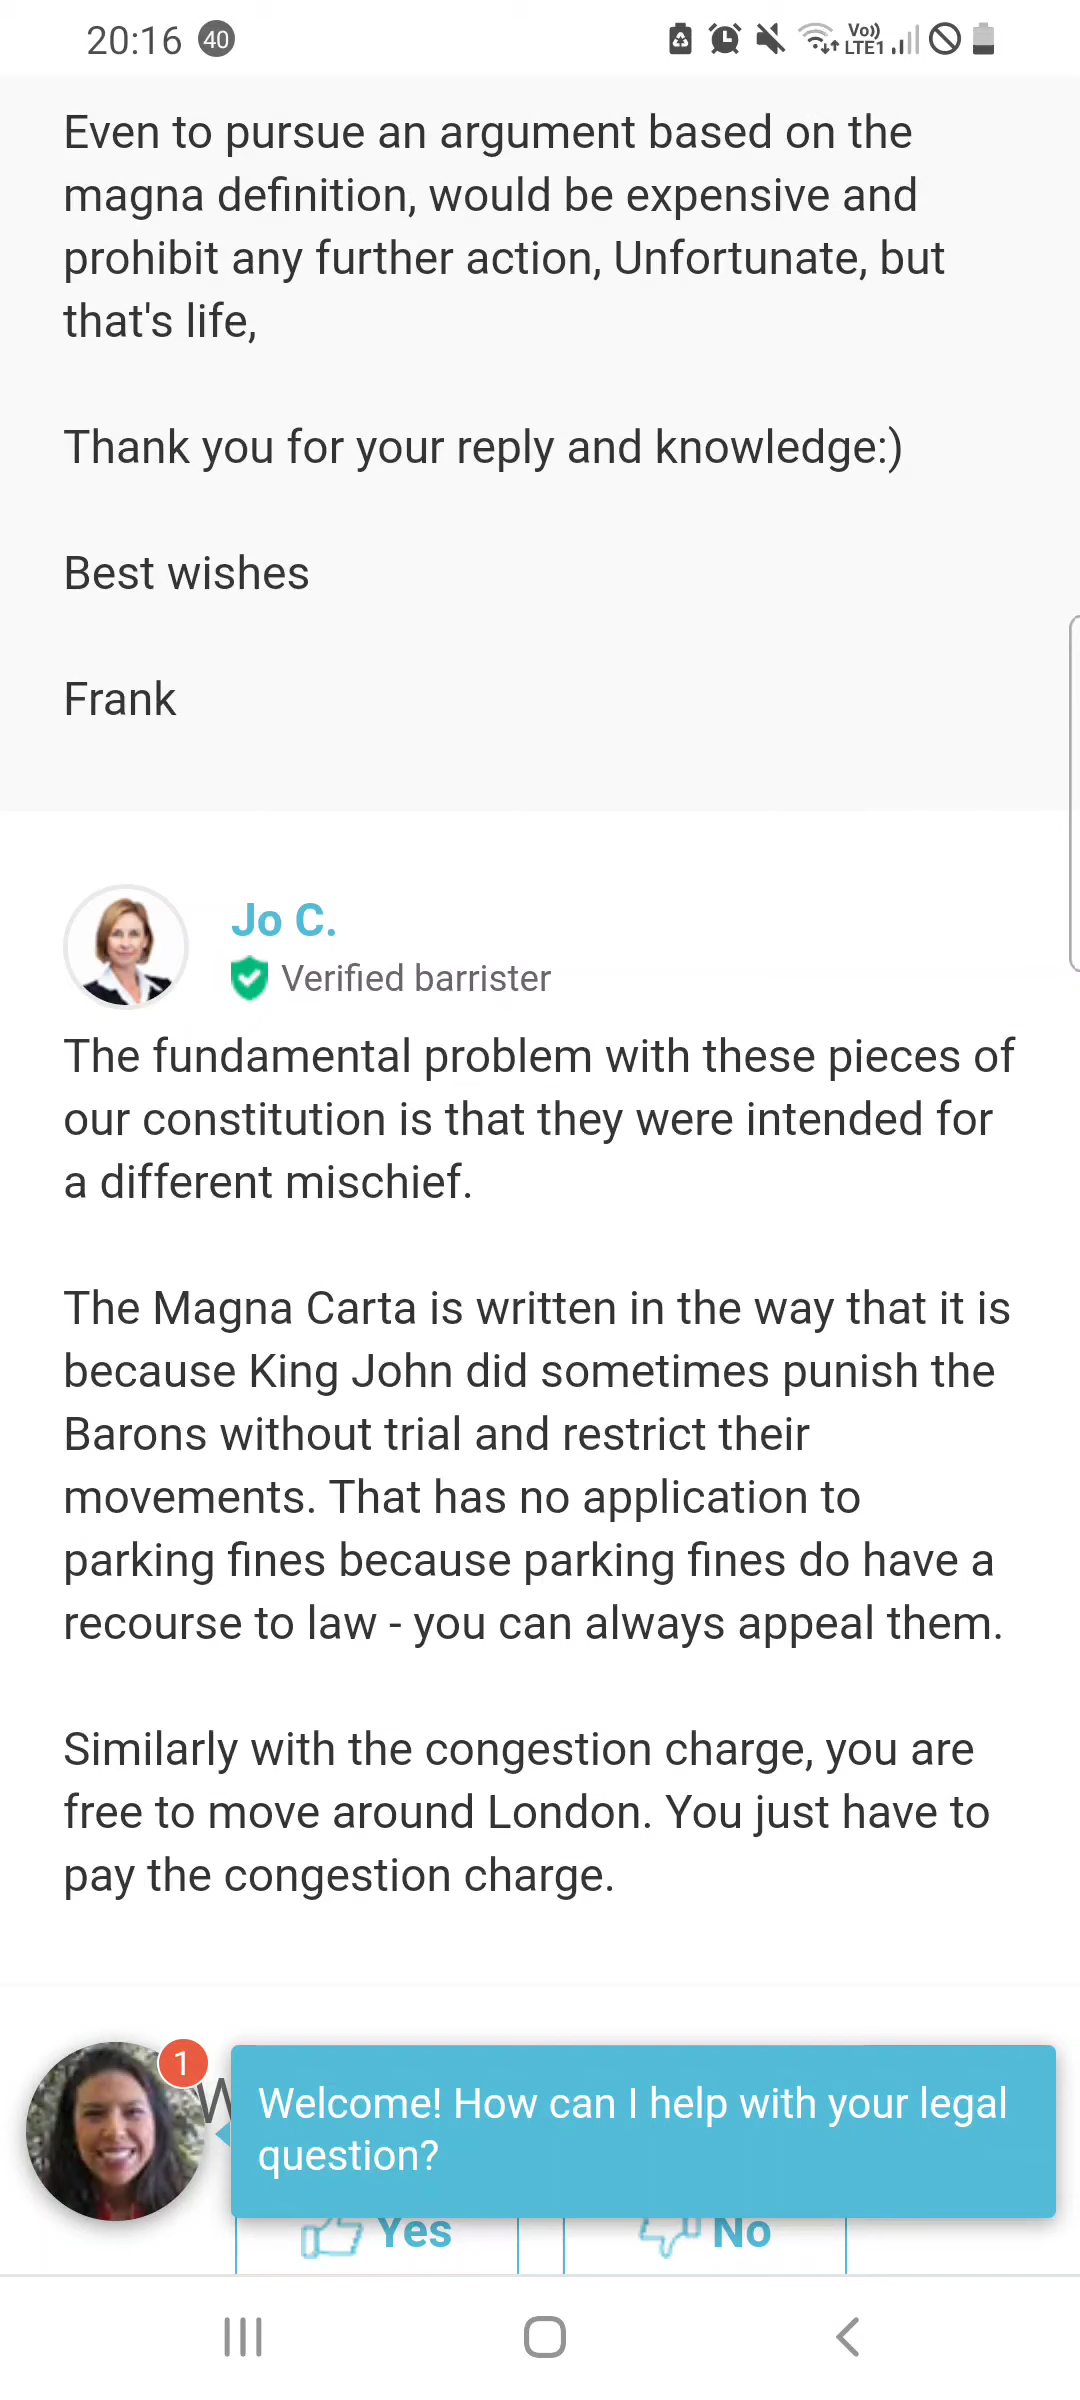 20:16 40 Vo)) LTE1
Even to pursue an argument based on the
magna definition, would be expensive and
prohibit any further action, Unfortunate, but
that's life,
Thank you for your reply and knowledge:)
Best wishes
Frank
Jo C.
Verified barrister
The fundamental problem with these pieces of
our constitution is that they were intended for
a different mischief.
The Magna Carta is written in the way that it is
because King John did sometimes punish the
Barons without trial and restrict their
movements. That has no application to
parking fines because parking fines do have a
recourse to law - you can always appeal them.
Similarly with the congestion charge, you are
free to move around London. You just have to
pay the congestion charge.
1
Welcome! How can I help with your legal
question?
Yes No